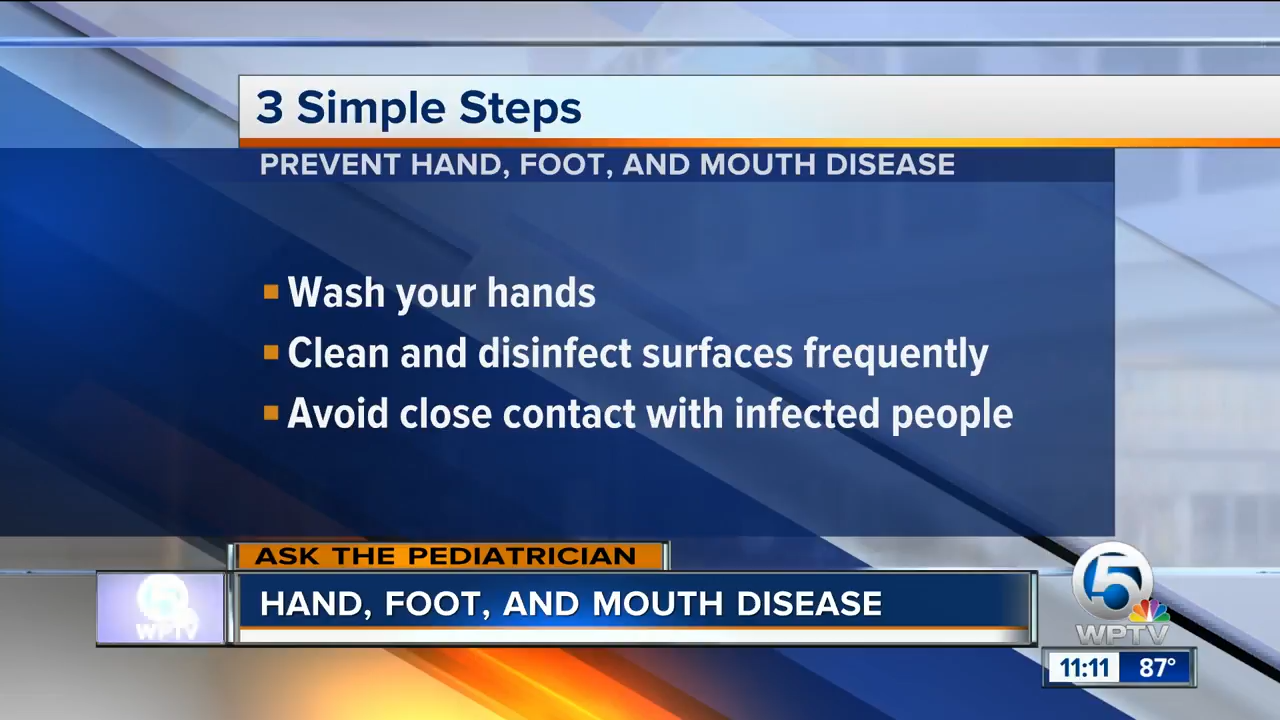 3 Simple Steps
PREVENT HAND, FOOT, AND MOUTH DISEASE
Wash your hands
Clean and disinfect surfaces frequently
Avoid close contact with infected people
ASK THE PEDIATRICIAN
HAND, FOOT, AND MOUTH DISEASE
5
WPTV
5
WPTV
11:11 87°